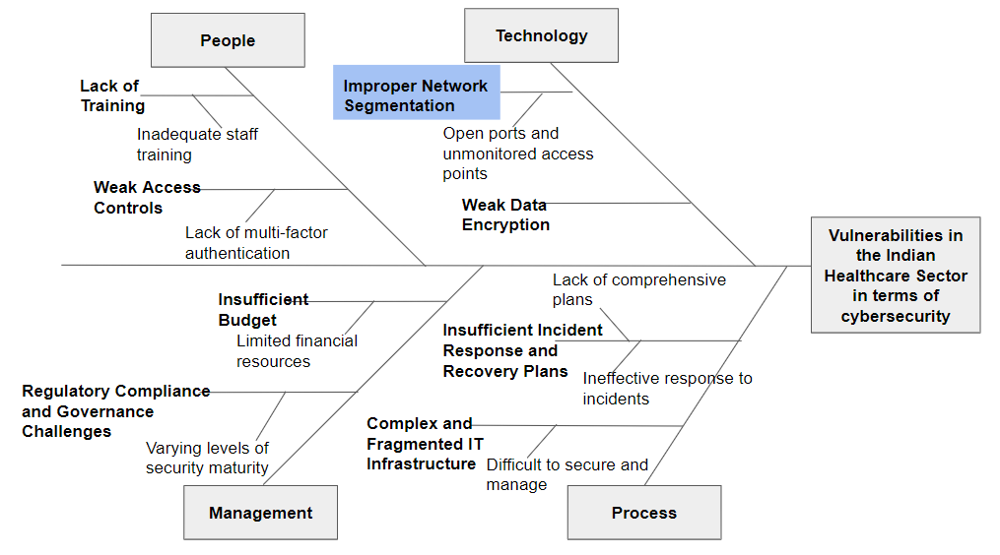 People
Technology
Lack of
Training
Inadequate staff
training
Weak Access
Controls
Lack of multi-factor
authentication
Improper Network
Segmentation
Open ports and
unmonitored access
points
Weak Data
Encryption
Vulnerabilities in
the Indian
Healthcare Sector
in terms of
cybersecurity
Insufficient
Budget
Limited financial
resources
Regulatory Compliance
and Governance
Challenges
Varying levels of
security maturity
Management
Lack of comprehensive
plans
Insufficient Incident
Response and
Recovery Plans
Ineffective response to
incidents
Complex and
Fragmented IT
Infrastructure
Difficult to secure and
manage
Process